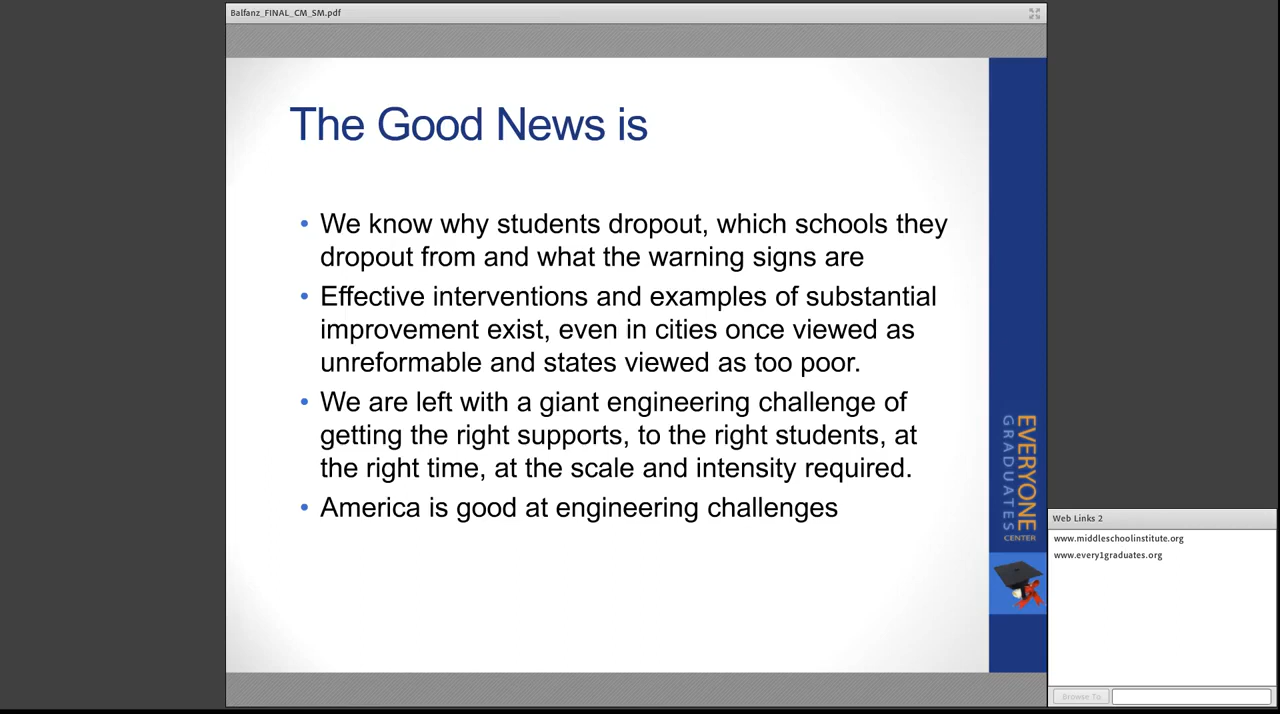 Balfanz_FINAL_CM_SM.pdf
The Good News is
• We know why students dropout, which schools they
dropout from and what the warning signs are
• Effective interventions and examples of substantial
improvement exist, even in cities once viewed as
unreformable and states viewed as too poor.
• We are left with a giant engineering challenge of
getting the right supports, to the right students, at
the right time, at the scale and intensity required.
• America is good at engineering challenges
EVERYONE
GRADUATES
CENTER
Web Links 2
www.middleschoolinstitute.org
www.every1graduates.org
Browse To